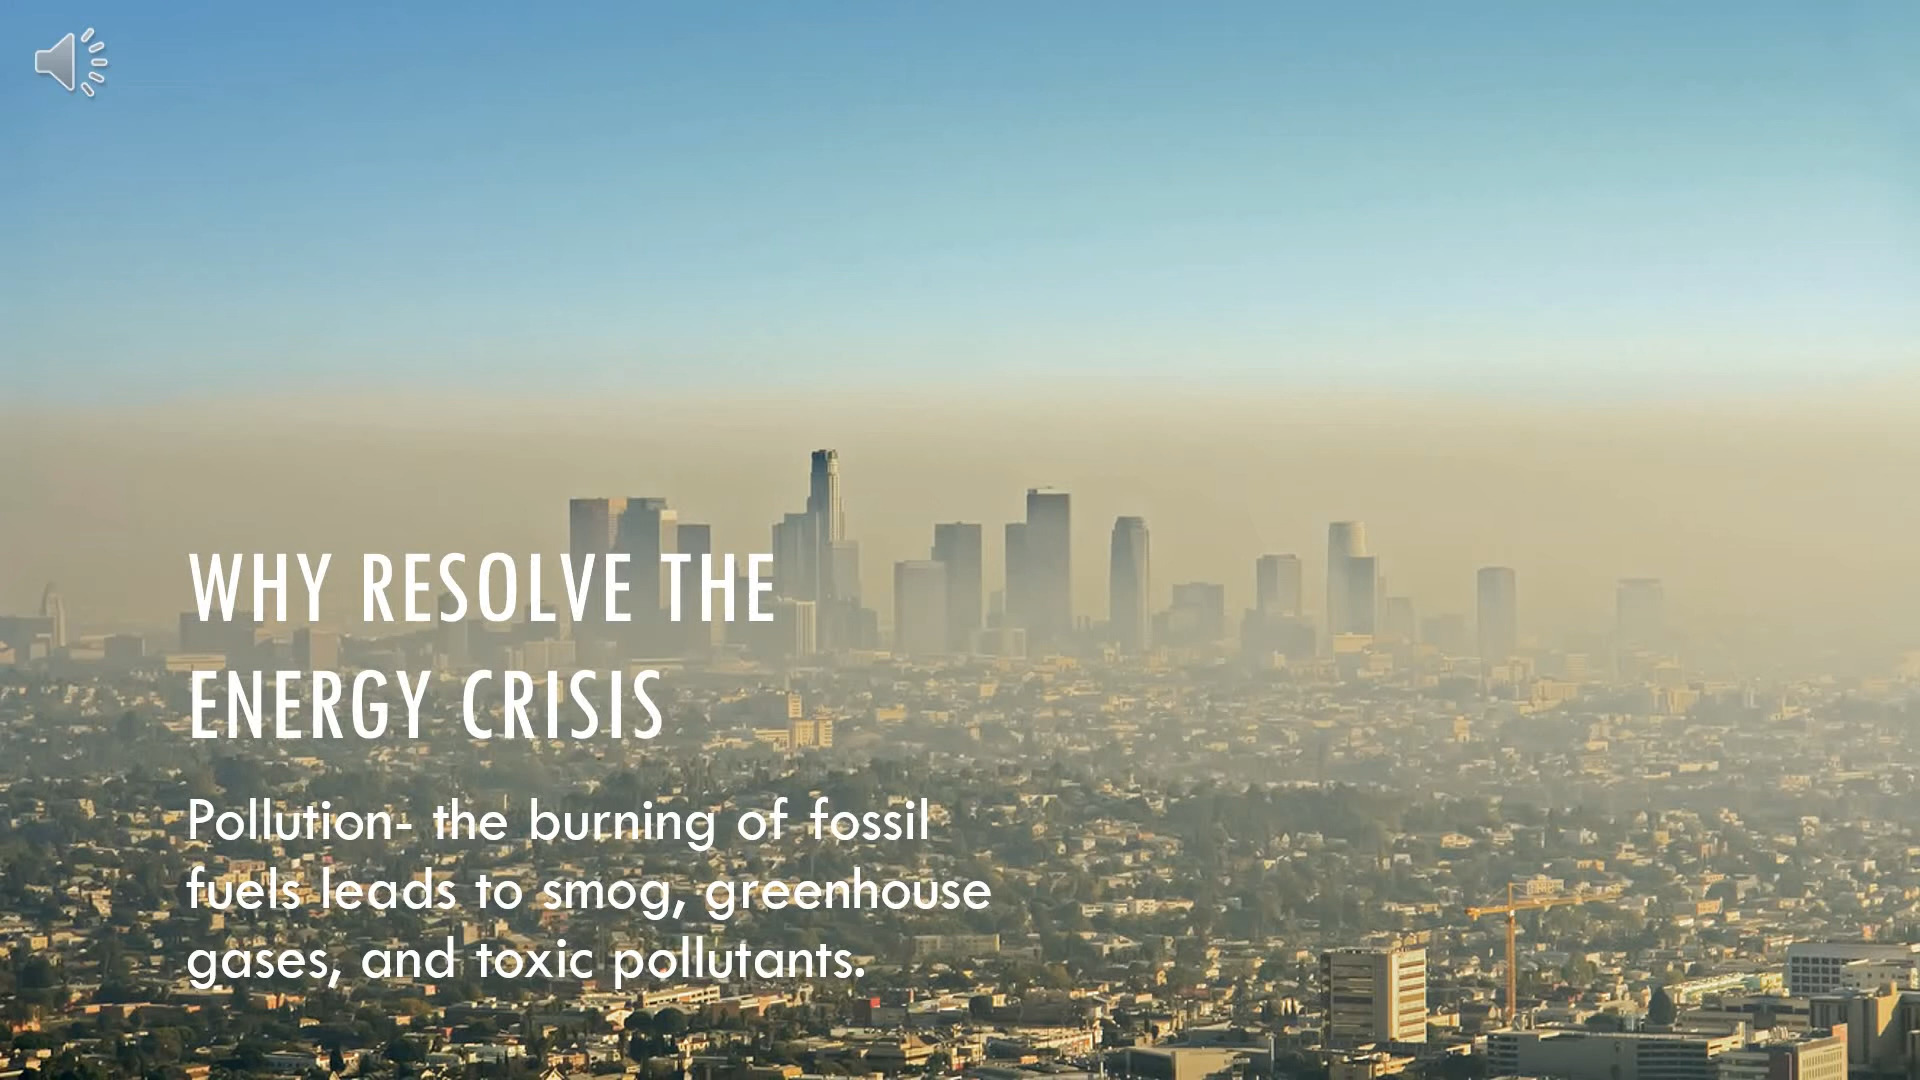 WHY RESOLVE THE
ENERGY CRISIS
Pollution- the burning of fossil
fuels leads to smog, greenhouse
gases, and toxic pollutants.